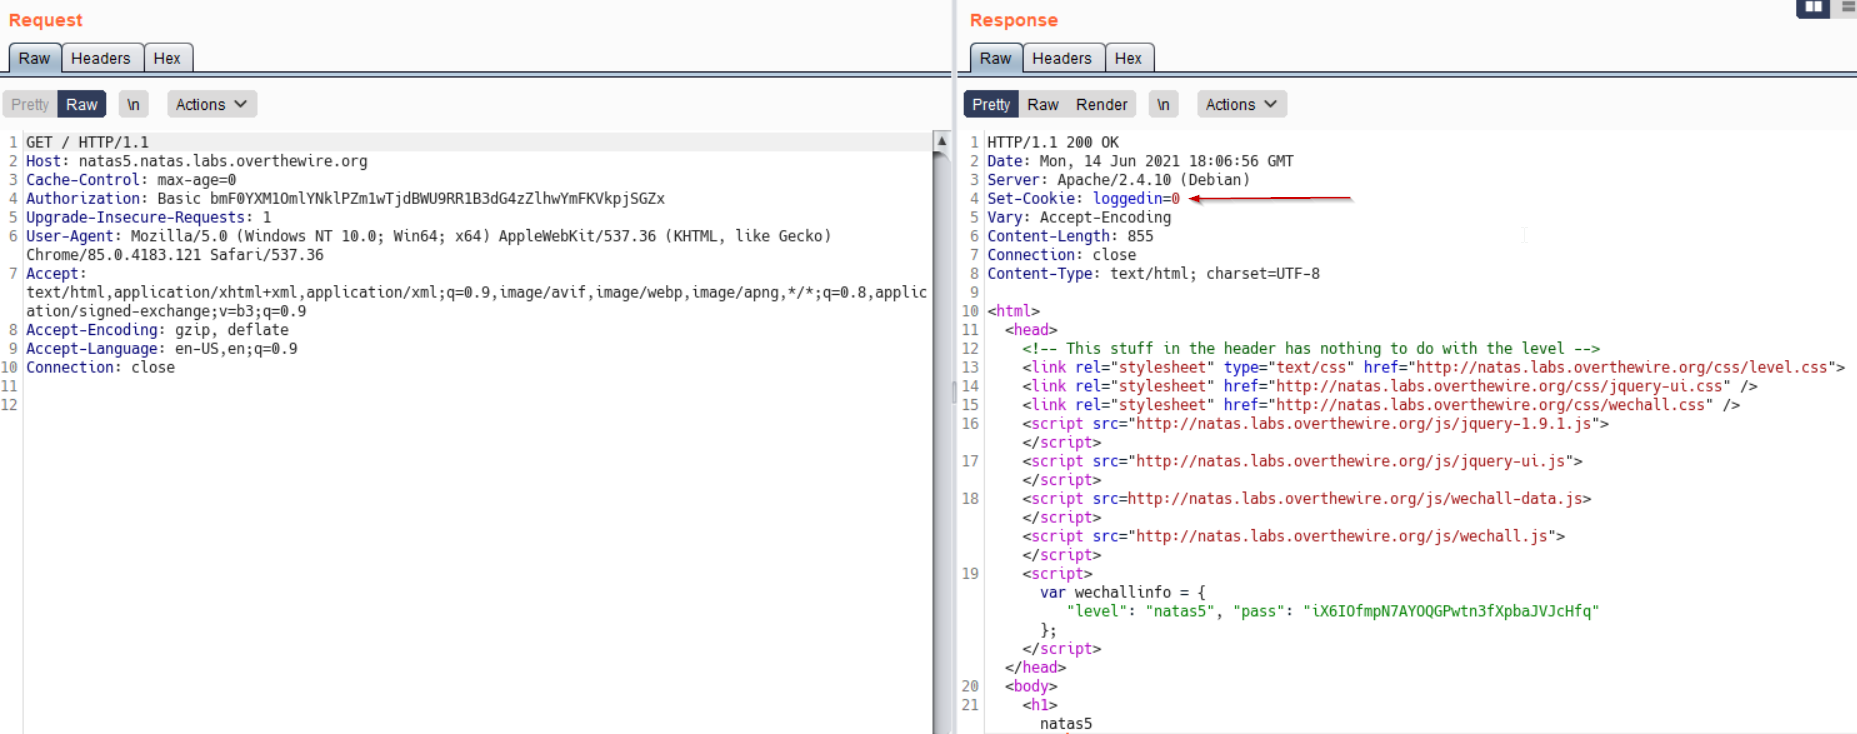 Request
Raw Headers Hex
Pretty Raw \n Actions
1 GET / HTTP/1.1
2 Host: natas5.natas.labs.overthewire.org
3 Cache-Control: max-age=0
4 Authorization: Basic bmF0YXM1OmlYNklPZm1wTjdBWU9RR1B3dG4zZlhwYmFKVkpjSGZx
5 Upgrade-Insecure-Requests: 1
6 User-Agent: Mozilla/5.0 (Windows NT 10.0; Win64; x64) AppleWebKit/537.36 (KHTML, like Gecko)
Chrome/85.0.4183.121 Safari/537.36
7 Accept:
text/html,application/xhtml+xml,application/xml;q=0.9,image/avif,image/webp,image/apng,*/*;q=0.8,applic
ation/signed-exchange;v=b3;q=0.9
8 Accept-Encoding: gzip, deflate
9 Accept-Language: en-US,en;q=0.9
10 Connection: close
11
12
Response
Raw Headers Hex
Pretty Raw Render \n Actions
1 HTTP/1.1 200 OK
2 Date: Mon, 14 Jun 2021 18:06:56 GMT
3 Server: Apache/2.4.10 (Debian)
4 Set-Cookie: loggedin=0
5 Vary: Accept-Encoding
6 Content-Length: 855
7 Connection: close
8 Content-Type: text/html; charset=UTF-8
9
10 <html>
11 <head>
12 <!-- This stuff in the header has nothing to do with the level -->
13 <link rel="stylesheet" type="text/css" href="http://natas.labs.overthewire.org/css/level.css">
14 <link rel="stylesheet" href="http://natas.labs.overthewire.org/css/jquery-ui.css" />
15 <link rel="stylesheet" href="http://natas.labs.overthewire.org/css/wechall.css" />
16 <script src="http://natas.labs.overthewire.org/js/jquery-1.9.1.js">
</script>
17 <script src="http://natas.labs.overthewire.org/js/jquery-ui.js">
</script>
18 <script src=http://natas.labs.overthewire.org/js/wechall-data.js>
</script>
<script src="http://natas.labs.overthewire.org/js/wechall.js">
</script>
19 <script>
var wechallinfo = {
"level": "natas5", "pass": "iX6IOfmpN7AYOQGPwtn3fXpbaJVJcHfq"
};
</script>
</head>
20 <body>
21 <h1>
natas5